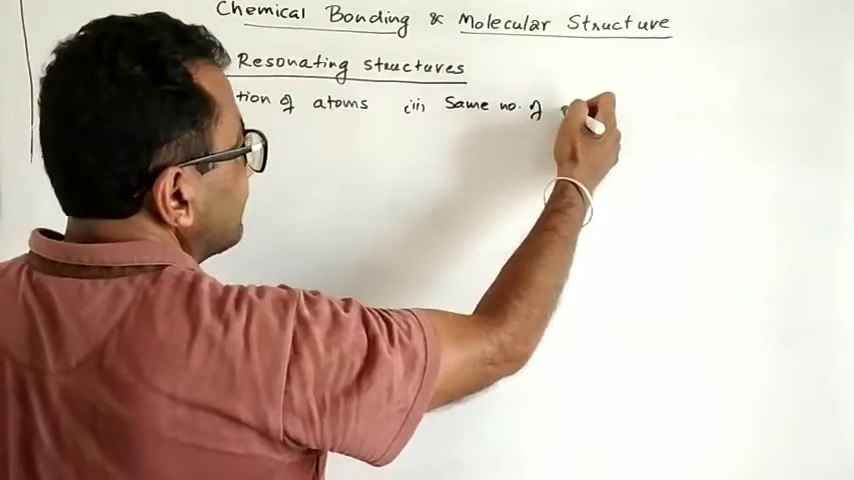 Chemical Bonding & Molecular Structure
Resonating structures
tion of atoms (ii) Same no. of